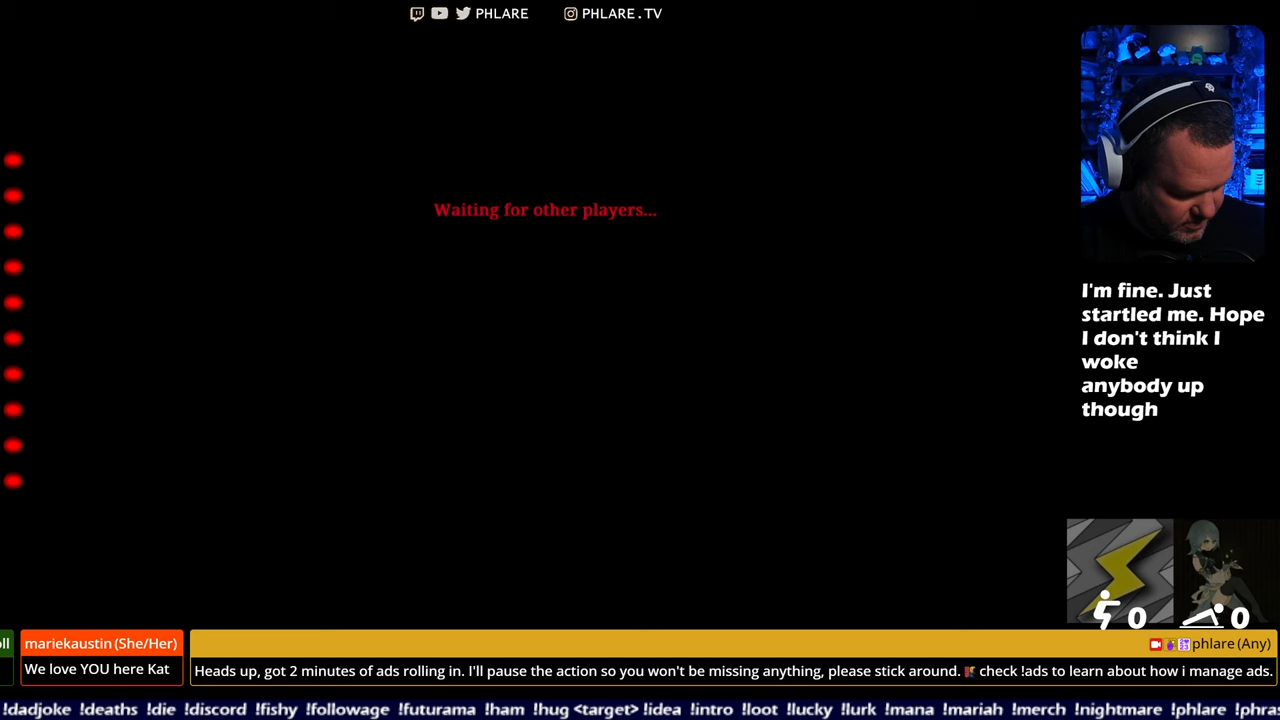 PHLARE PHLARE.TV
Waiting for other players...
I'm fine. Just
startled me. Hope
I don't think I
woke
anybody up
though
0 0
oll mariekaustin (She/Her) phlare (Any)
We love YOU here Kat Heads up, got 2 minutes of ads rolling in. I'll pause the action so you won't be missing anything, please stick around. check !ads to learn about how i manage ads.
!dadjoke !deaths !die !discord !fishy !followage !futurama !ham !hug <target> !idea !intro !loot !lucky !lurk !mana !mariah !merch !nightmare !phlare !phras